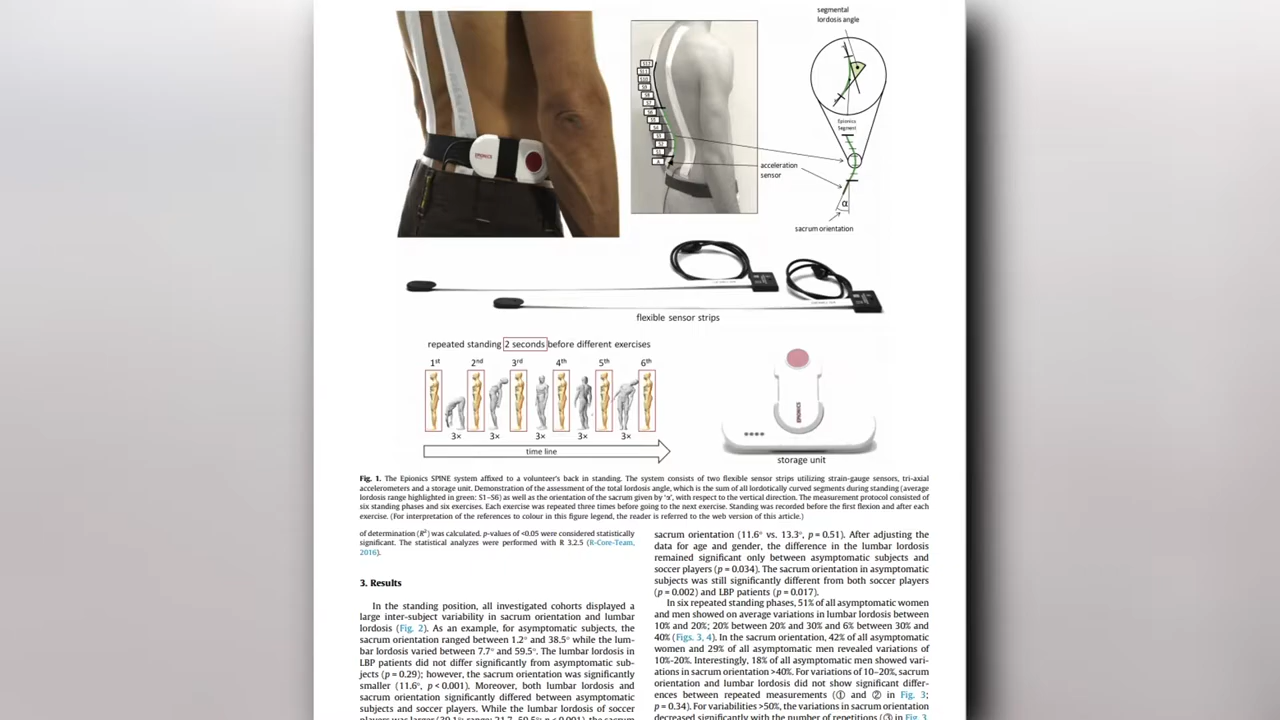 segmental
lordosis angle
Epionics
Segment
acceleration
sensor
α
sacrum orientation
EPIONICS
flexible sensor strips
repeated standing 2 seconds before different exercises
1st 2nd 3rd 4th 5th 6th
3× 3× 3× 3× 3×
time line
EPIONICS
storage unit
Fig. 1. The Epionics SPINE system affixed to a volunteer's back in standing. The system consists of two flexible sensor strips utilizing strain-gauge sensors, tri-axial
accelerometers and a storage unit. Demonstration of the assessment of the total lordosis angle, which is the sum of all lordotically curved segments during standing (average
lordosis range highlighted in green: S1–S6) as well as the orientation of the sacrum given by 'α', with respect to the vertical direction. The measurement protocol consisted of
six standing phases and six exercises. Each exercise was repeated three times before going to the next exercise. Standing was recorded before the first flexion and after each
exercise. (For interpretation of the references to colour in this figure legend, the reader is referred to the web version of this article.)
of determination (R²) was calculated. p-values of <0.05 were considered statistically
significant. The statistical analyzes were performed with R 3.2.5 (R-Core-Team,
2016).
3. Results
In the standing position, all investigated cohorts displayed a
large inter-subject variability in sacrum orientation and lumbar
lordosis (Fig. 2). As an example, for asymptomatic subjects, the
sacrum orientation ranged between 1.2° and 38.5° while the lum-
bar lordosis varied between 7.7° and 59.5°. The lumbar lordosis in
LBP patients did not differ significantly from asymptomatic sub-
jects (p = 0.29); however, the sacrum orientation was significantly
smaller (11.6°, p < 0.001). Moreover, both lumbar lordosis and
sacrum orientation significantly differed between asymptomatic
subjects and soccer players. While the lumbar lordosis of soccer
sacrum orientation (11.6° vs. 13.3°, p = 0.51). After adjusting the
data for age and gender, the difference in the lumbar lordosis
remained significant only between asymptomatic subjects and
soccer players (p = 0.034). The sacrum orientation in asymptomatic
subjects was still significantly different from both soccer players
(p = 0.002) and LBP patients (p = 0.017).
In six repeated standing phases, 51% of all asymptomatic women
and men showed on average variations in lumbar lordosis between
10% and 20%; 20% between 20% and 30% and 6% between 30% and
40% (Figs. 3, 4). In the sacrum orientation, 42% of all asymptomatic
women and 29% of all asymptomatic men revealed variations of
10%-20%. Interestingly, 18% of all asymptomatic men showed vari-
ations in sacrum orientation >40%. For variations of 10–20%, sacrum
orientation and lumbar lordosis did not show significant differ-
ences between repeated measurements (① and ② in Fig. 3;
p = 0.34). For variabilities >50%, the variations in sacrum orientation
decreased significantly with the number of repetitions (③ in Fig. 3,